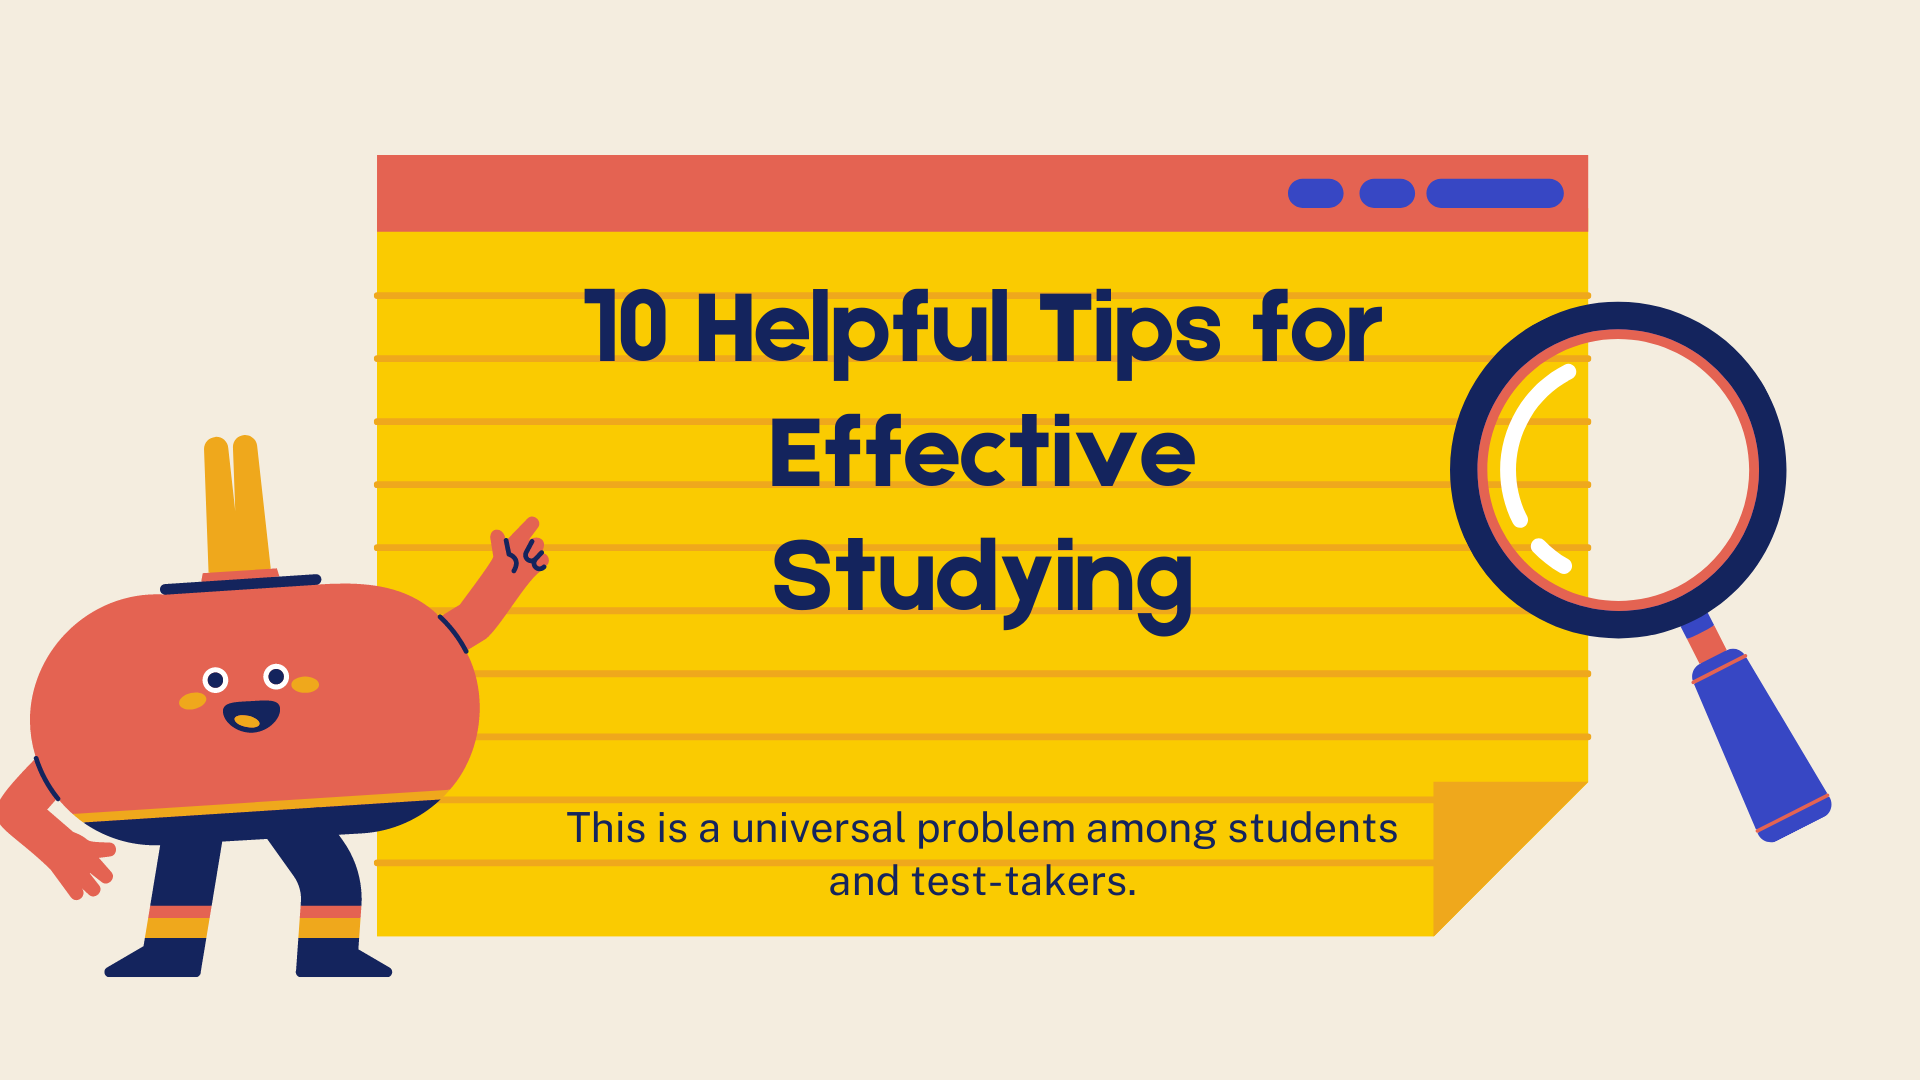 10 Helpful Tips for
Effective
Studying
This is a universal problem among students
and test-takers.